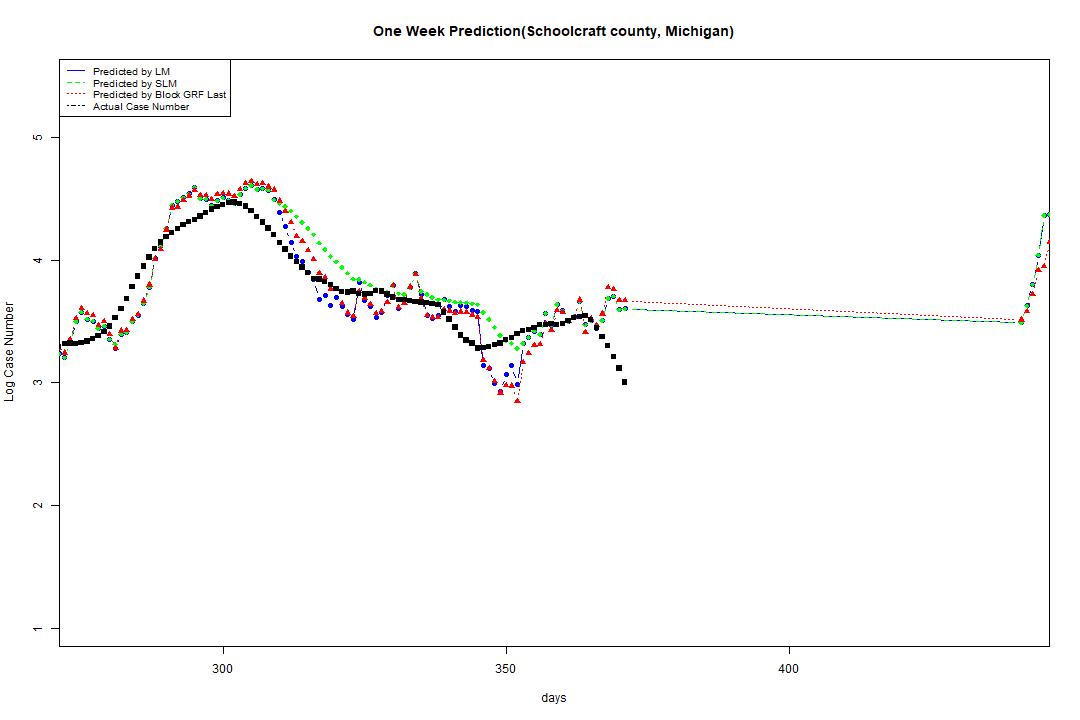 One Week Prediction(Schoolcraft county, Michigan)
Predicted by LM
Predicted by SLM
Predicted by Block GRF Last
Actual Case Number
5
4
3
2
1
Log Case Number
300
350
400
days